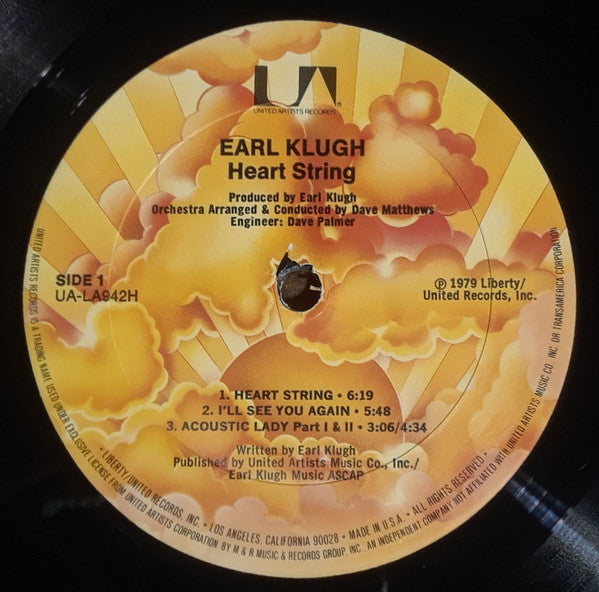 UA
UNITED ARTISTS RECORDS®
EARL KLUGH
Heart String
Produced by Earl Klugh
Orchestra Arranged & Conducted by Dave Matthews
Engineer: Dave Palmer
SIDE 1
UA-LA942H
℗ 1979 Liberty/
United Records, Inc.
1. HEART STRING • 6:19
2. I'LL SEE YOU AGAIN • 5:48
3. ACOUSTIC LADY Part I & II • 3:06/4:34
Written by Earl Klugh
Published by United Artists Music Co., Inc./
Earl Klugh Music ASCAP
• LIBERTY/UNITED RECORDS, INC. • LOS ANGELES, CALIFORNIA 90028 • MADE IN U.S.A. • ALL RIGHTS RESERVED •
UNITED ARTISTS RECORDS IS A TRADING NAME USED UNDER EXCLUSIVE LICENSE FROM UNITED ARTISTS CORPORATION BY M & R MUSIC & RECORDS GROUP, INC. AN INDEPENDENT COMPANY NOT AFFILIATED WITH UNITED ARTISTS MUSIC CO. INC. OR TRANSAMERICA CORPORATION